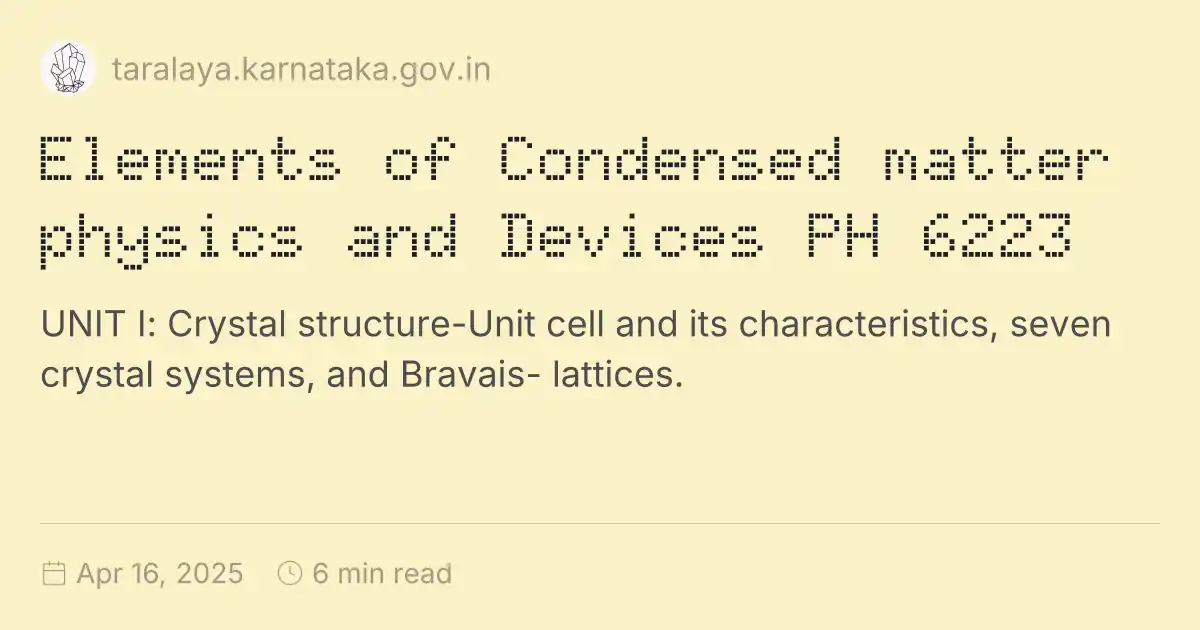 taralaya.karnataka.gov.in
Elements of Condensed matter
physics and Devices PH 6223
UNIT I: Crystal structure-Unit cell and its characteristics, seven
crystal systems, and Bravais- lattices.
Apr 16, 2025 6 min read